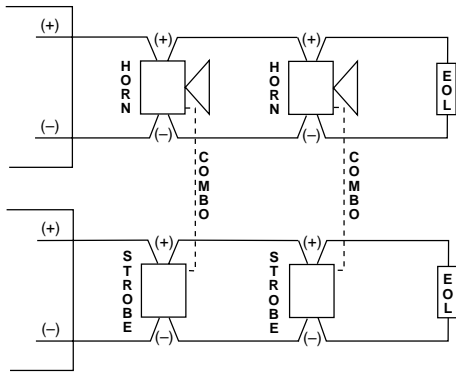 (+)
(+)
(+)
HORN
HORN
EOL
(–)
(–)
(–)
COMBO
COMBO
(+)
(+)
(+)
STROBE
STROBE
EOL
(–)
(–)
(–)